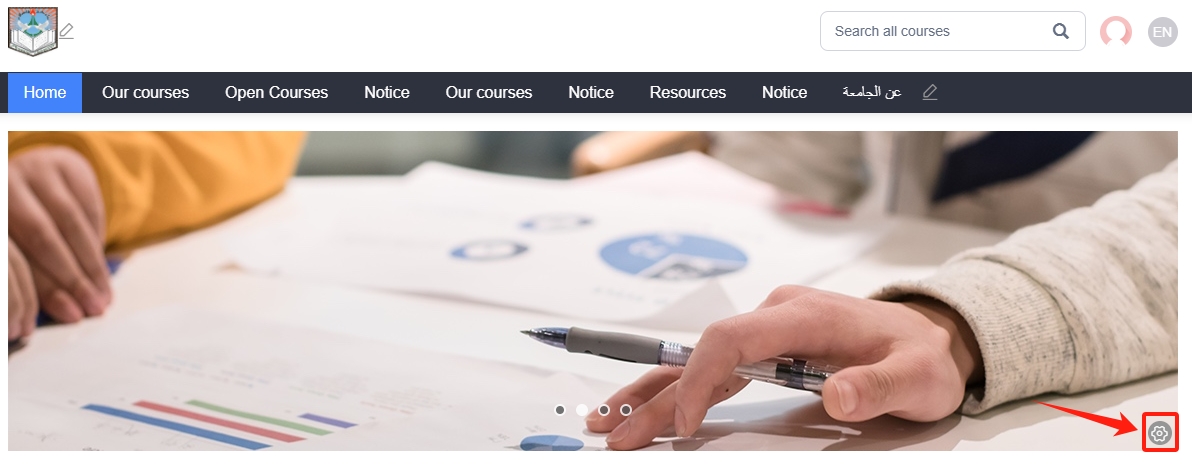 Search all courses
EN
Home Our courses Open Courses Notice Our courses Notice Resources Notice عن الجامعة